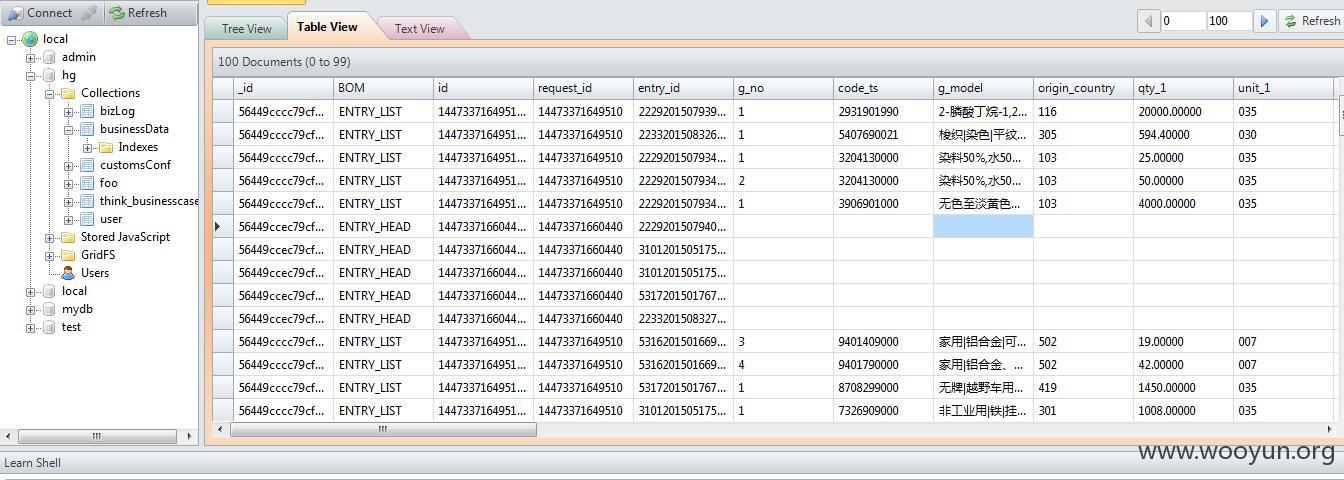 Connect Refresh
local
admin
hg
Collections
bizLog
businessData
Indexes
customsConf
foo
think_businesscase
user
Stored JavaScript
GridFS
Users
local
mydb
test
Tree View Table View Text View
0 100 Refresh
100 Documents (0 to 99)
_id BOM id request_id entry_id g_no code_ts g_model origin_country qty_1 unit_1
56449cccc79cf... ENTRY_LIST 1447337164951... 14473371649510 2229201507939... 1 2931901990 2-膦酸丁烷-1,2... 116 20000.00000 035
56449cccc79cf... ENTRY_LIST 1447337164951... 14473371649510 2233201508326... 1 5407690021 梭织|染色|平纹... 305 594.40000 030
56449cccc79cf... ENTRY_LIST 1447337164951... 14473371649510 2229201507934... 1 3204130000 染料50%,水50... 103 25.00000 035
56449cccc79cf... ENTRY_LIST 1447337164951... 14473371649510 2229201507934... 2 3204130000 染料50%,水50... 103 50.00000 035
56449cccc79cf... ENTRY_LIST 1447337164951... 14473371649510 2229201507934... 1 3906901000 无色至淡黄色... 103 4000.00000 035
56449ccec79cf... ENTRY_HEAD 1447337166044... 14473371660440 2229201507940...
56449ccec79cf... ENTRY_HEAD 1447337166044... 14473371660440 3101201505175...
56449ccec79cf... ENTRY_HEAD 1447337166044... 14473371660440 3101201505175...
56449ccec79cf... ENTRY_HEAD 1447337166044... 14473371660440 5317201501767...
56449ccec79cf... ENTRY_HEAD 1447337166044... 14473371660440 2233201508327...
56449cccc79cf... ENTRY_LIST 1447337164951... 14473371649510 5316201501669... 3 9401409000 家用|铝合金|可... 502 19.00000 007
56449cccc79cf... ENTRY_LIST 1447337164951... 14473371649510 5316201501669... 4 9401790000 家用|铝合金、... 502 42.00000 007
56449cccc79cf... ENTRY_LIST 1447337164951... 14473371649510 5317201501767... 1 8708299000 无牌|越野车用... 419 1450.00000 035
56449cccc79cf... ENTRY_LIST 1447337164951... 14473371649510 3101201505174... 1 7326909000 非工业用|铁|挂... 301 1008.00000 035
www.wooyun.org
Learn Shell